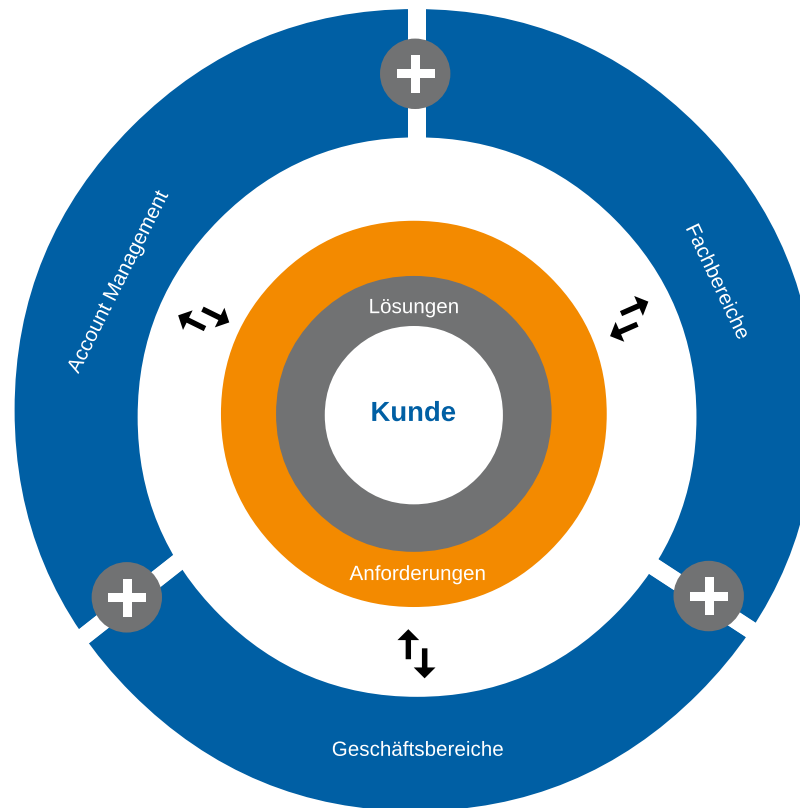 Account Management
Fachbereiche
Lösungen
Kunde
Anforderungen
Geschäftsbereiche